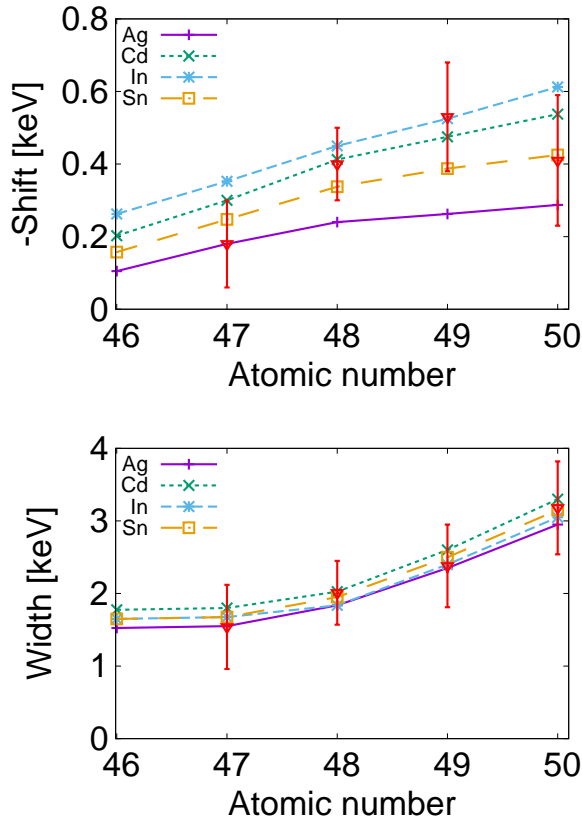 0.8
Ag
Cd
In
Sn
0.6
0.4
0.2
0
-Shift [keV]
46 47 48 49 50
Atomic number
4
Ag
Cd
In
Sn
3
2
1
0
Width [keV]
46 47 48 49 50
Atomic number